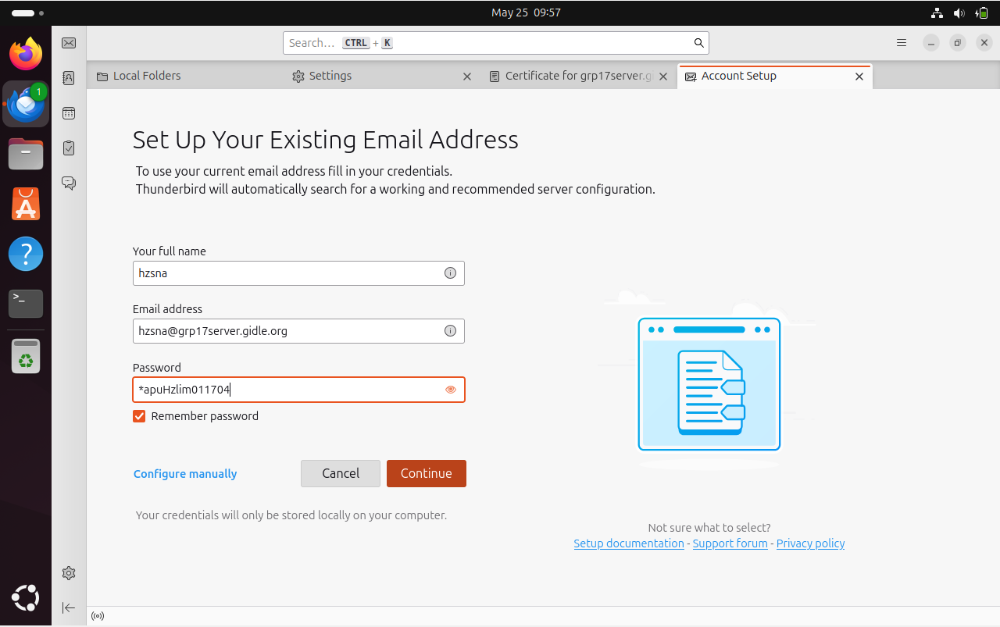 May 25 09:57
1
Search… CTRL + K
Local Folders
Settings
Certificate for grp17server.g
Account Setup
Set Up Your Existing Email Address
To use your current email address fill in your credentials.
Thunderbird will automatically search for a working and recommended server configuration.
Your full name
hzsna
Email address
hzsna@grp17server.gidle.org
Password
*apuHzlim011704
Remember password
Configure manually
Cancel
Continue
Your credentials will only be stored locally on your computer.
Not sure what to select?
Setup documentation - Support forum - Privacy policy